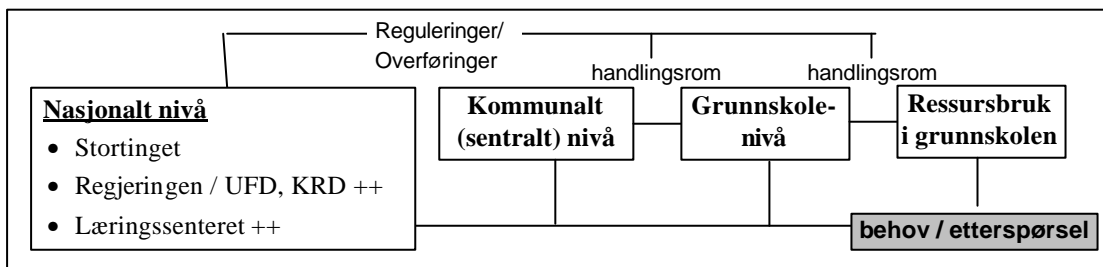 Reguleringer/
Overføringer
handlingsrom
handlingsrom
Nasjonalt nivå
• Stortinget
• Regjeringen / UFD, KRD ++
• Læringssenteret ++
Kommunalt
(sentralt) nivå
Grunnskole-
nivå
Ressursbruk
i grunnskolen
behov / etterspørsel